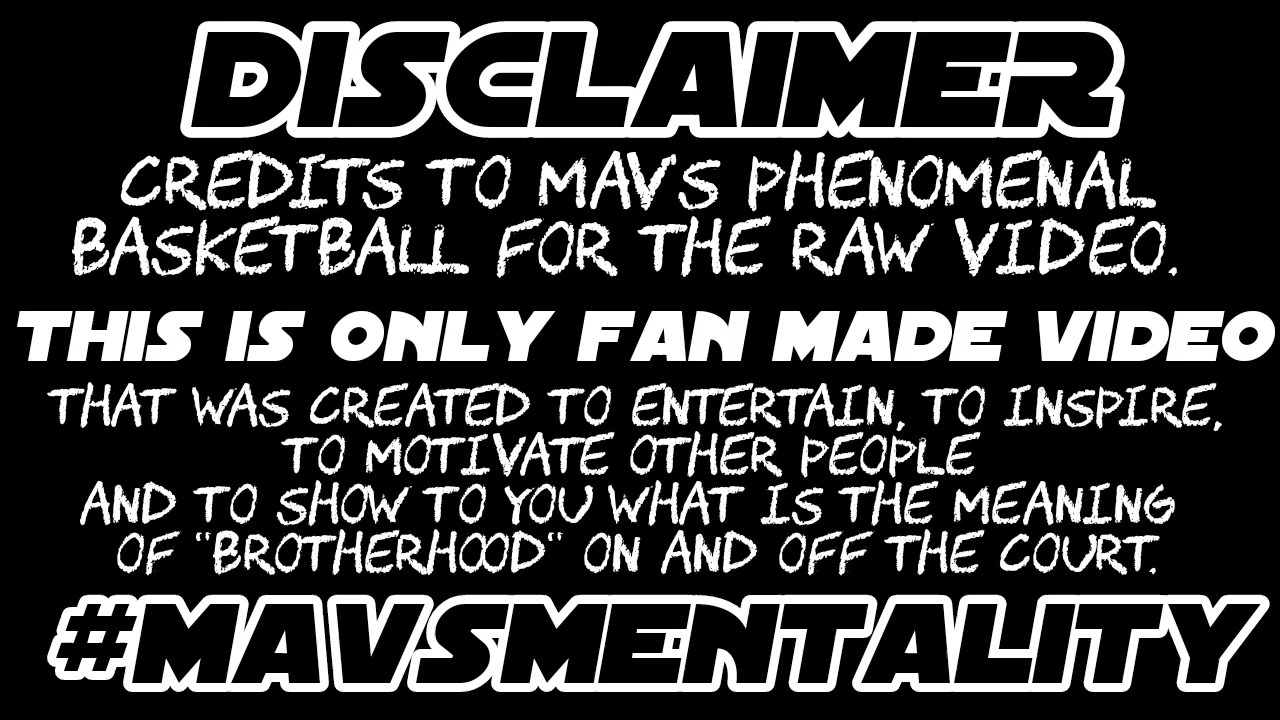 DISCLAIMER
CREDITS TO MAV'S PHENOMENAL
BASKETBALL FOR THE RAW VIDEO.
THIS IS ONLY FAN MADE VIDEO
THAT WAS CREATED TO ENTERTAIN, TO INSPIRE,
TO MOTIVATE OTHER PEOPLE
AND TO SHOW TO YOU WHAT IS THE MEANING
OF "BROTHERHOOD" ON AND OFF THE COURT.
#MAVSMENTALITY